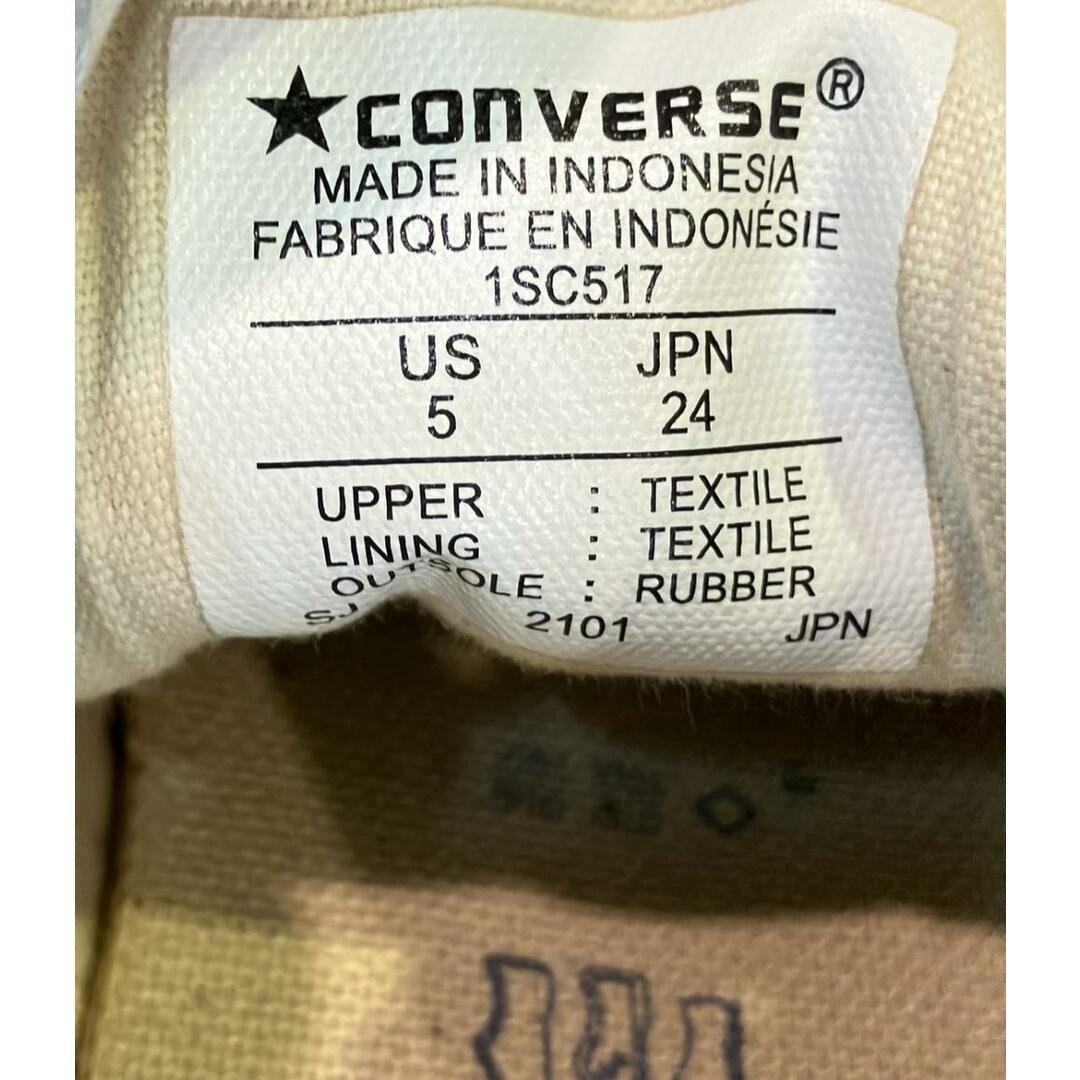 ★CONVERSE®
MADE IN INDONESIA
FABRIQUE EN INDONÉSIE
1SC517
US JPN
5 24
UPPER : TEXTILE
LINING : TEXTILE
OUTSOLE : RUBBER
2101 JPN